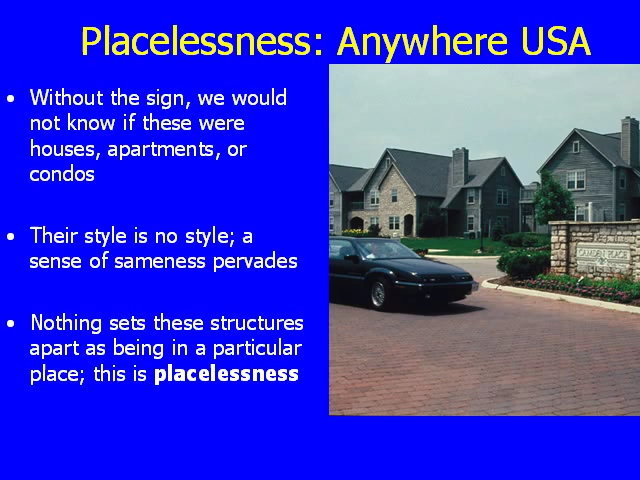 Placelessness: Anywhere USA
• Without the sign, we would
not know if these were
houses, apartments, or
condos
• Their style is no style; a
sense of sameness pervades
• Nothing sets these structures
apart as being in a particular
place; this is placelessness
CAMDEN PLACE